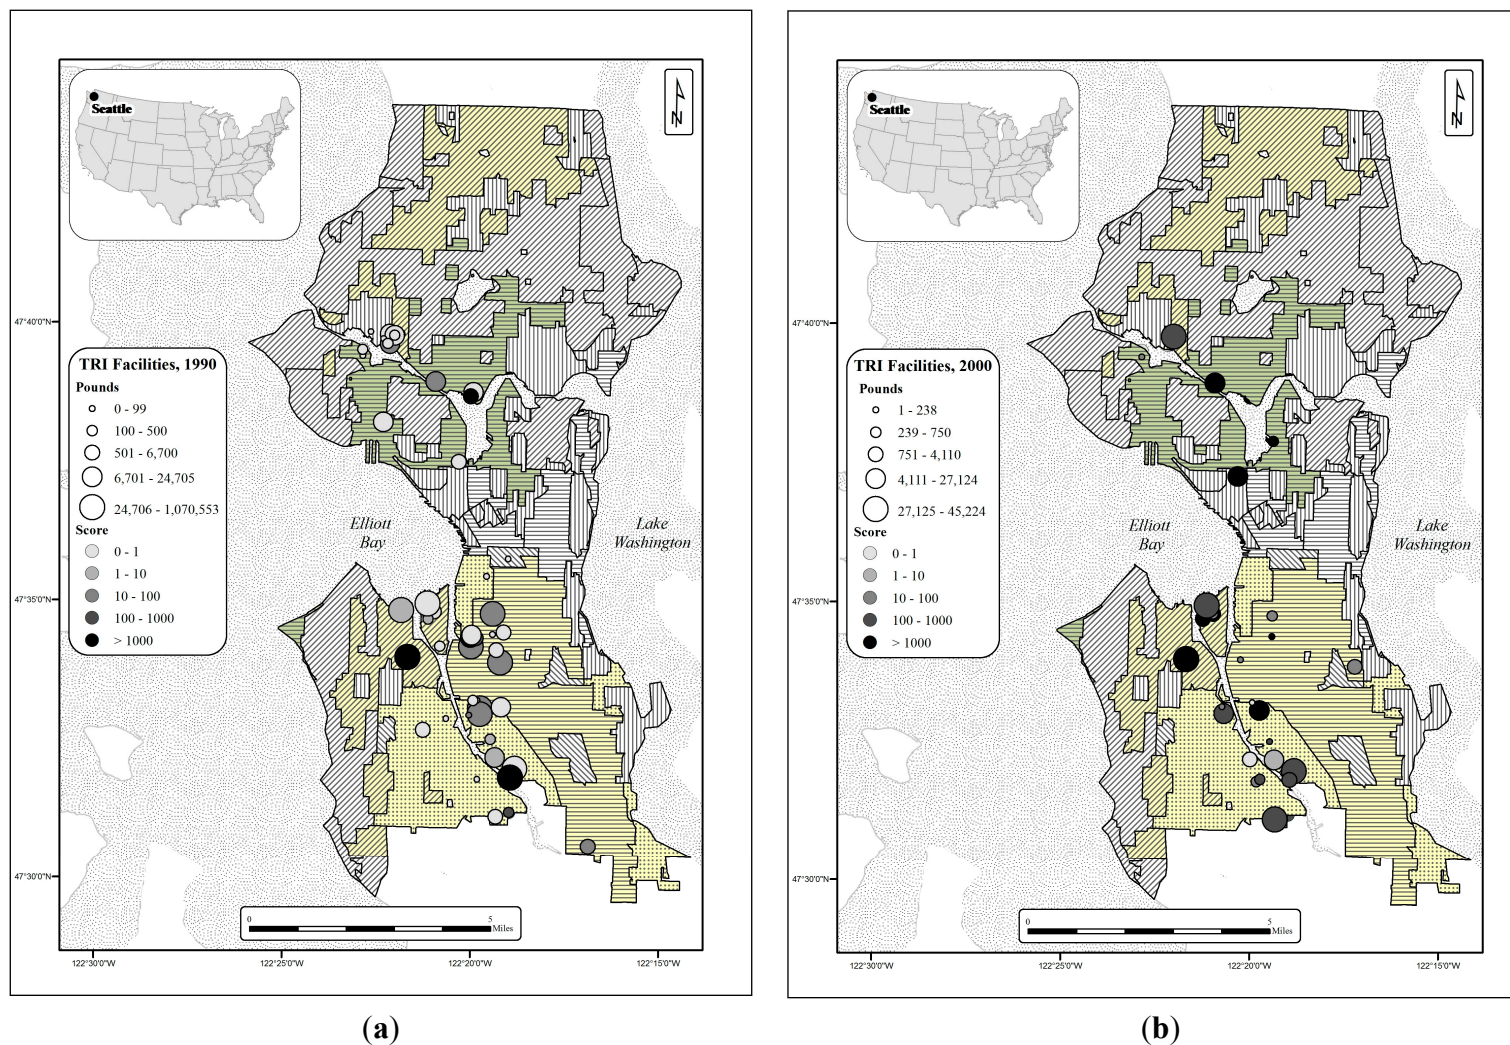 Seattle
N
47°40'0"N
TRI Facilities, 1990
Pounds
0 - 99
100 - 500
501 - 6,700
6,701 - 24,705
24,706 - 1,070,553
Score
0 - 1
1 - 10
10 - 100
100 - 1000
> 1000
Elliott
Bay
Lake
Washington
47°35'0"N
47°30'0"N
0
5
Miles
122°30'0"W
122°25'0"W
122°20'0"W
122°15'0"W
(a)
Seattle
N
47°40'0"N
TRI Facilities, 2000
Pounds
1 - 238
239 - 750
751 - 4,110
4,111 - 27,124
27,125 - 45,224
Score
0 - 1
1 - 10
10 - 100
100 - 1000
> 1000
Elliott
Bay
Lake
Washington
47°35'0"N
47°30'0"N
0
5
Miles
122°30'0"W
122°25'0"W
122°20'0"W
122°15'0"W
(b)